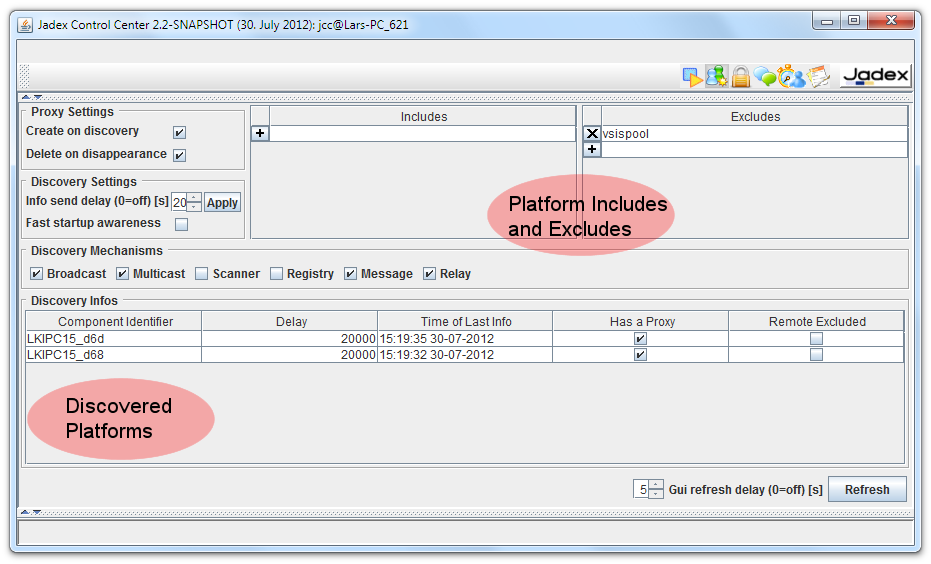 Jadex Control Center 2.2-SNAPSHOT (30. July 2012): jcc@Lars-PC_621
Jadex
Proxy Settings
Create on discovery
Delete on disappearance
Includes
Excludes
vsispool
Discovery Settings
Info send delay (0=off) [s] 20 Apply
Fast startup awareness
Platform Includes
and Excludes
Discovery Mechanisms
Broadcast Multicast Scanner Registry Message Relay
Discovery Infos
Component Identifier Delay Time of Last Info Has a Proxy Remote Excluded
LKIPC15_d6d 20000 15:19:35 30-07-2012
LKIPC15_d68 20000 15:19:32 30-07-2012
Discovered
Platforms
5 Gui refresh delay (0=off) [s] Refresh